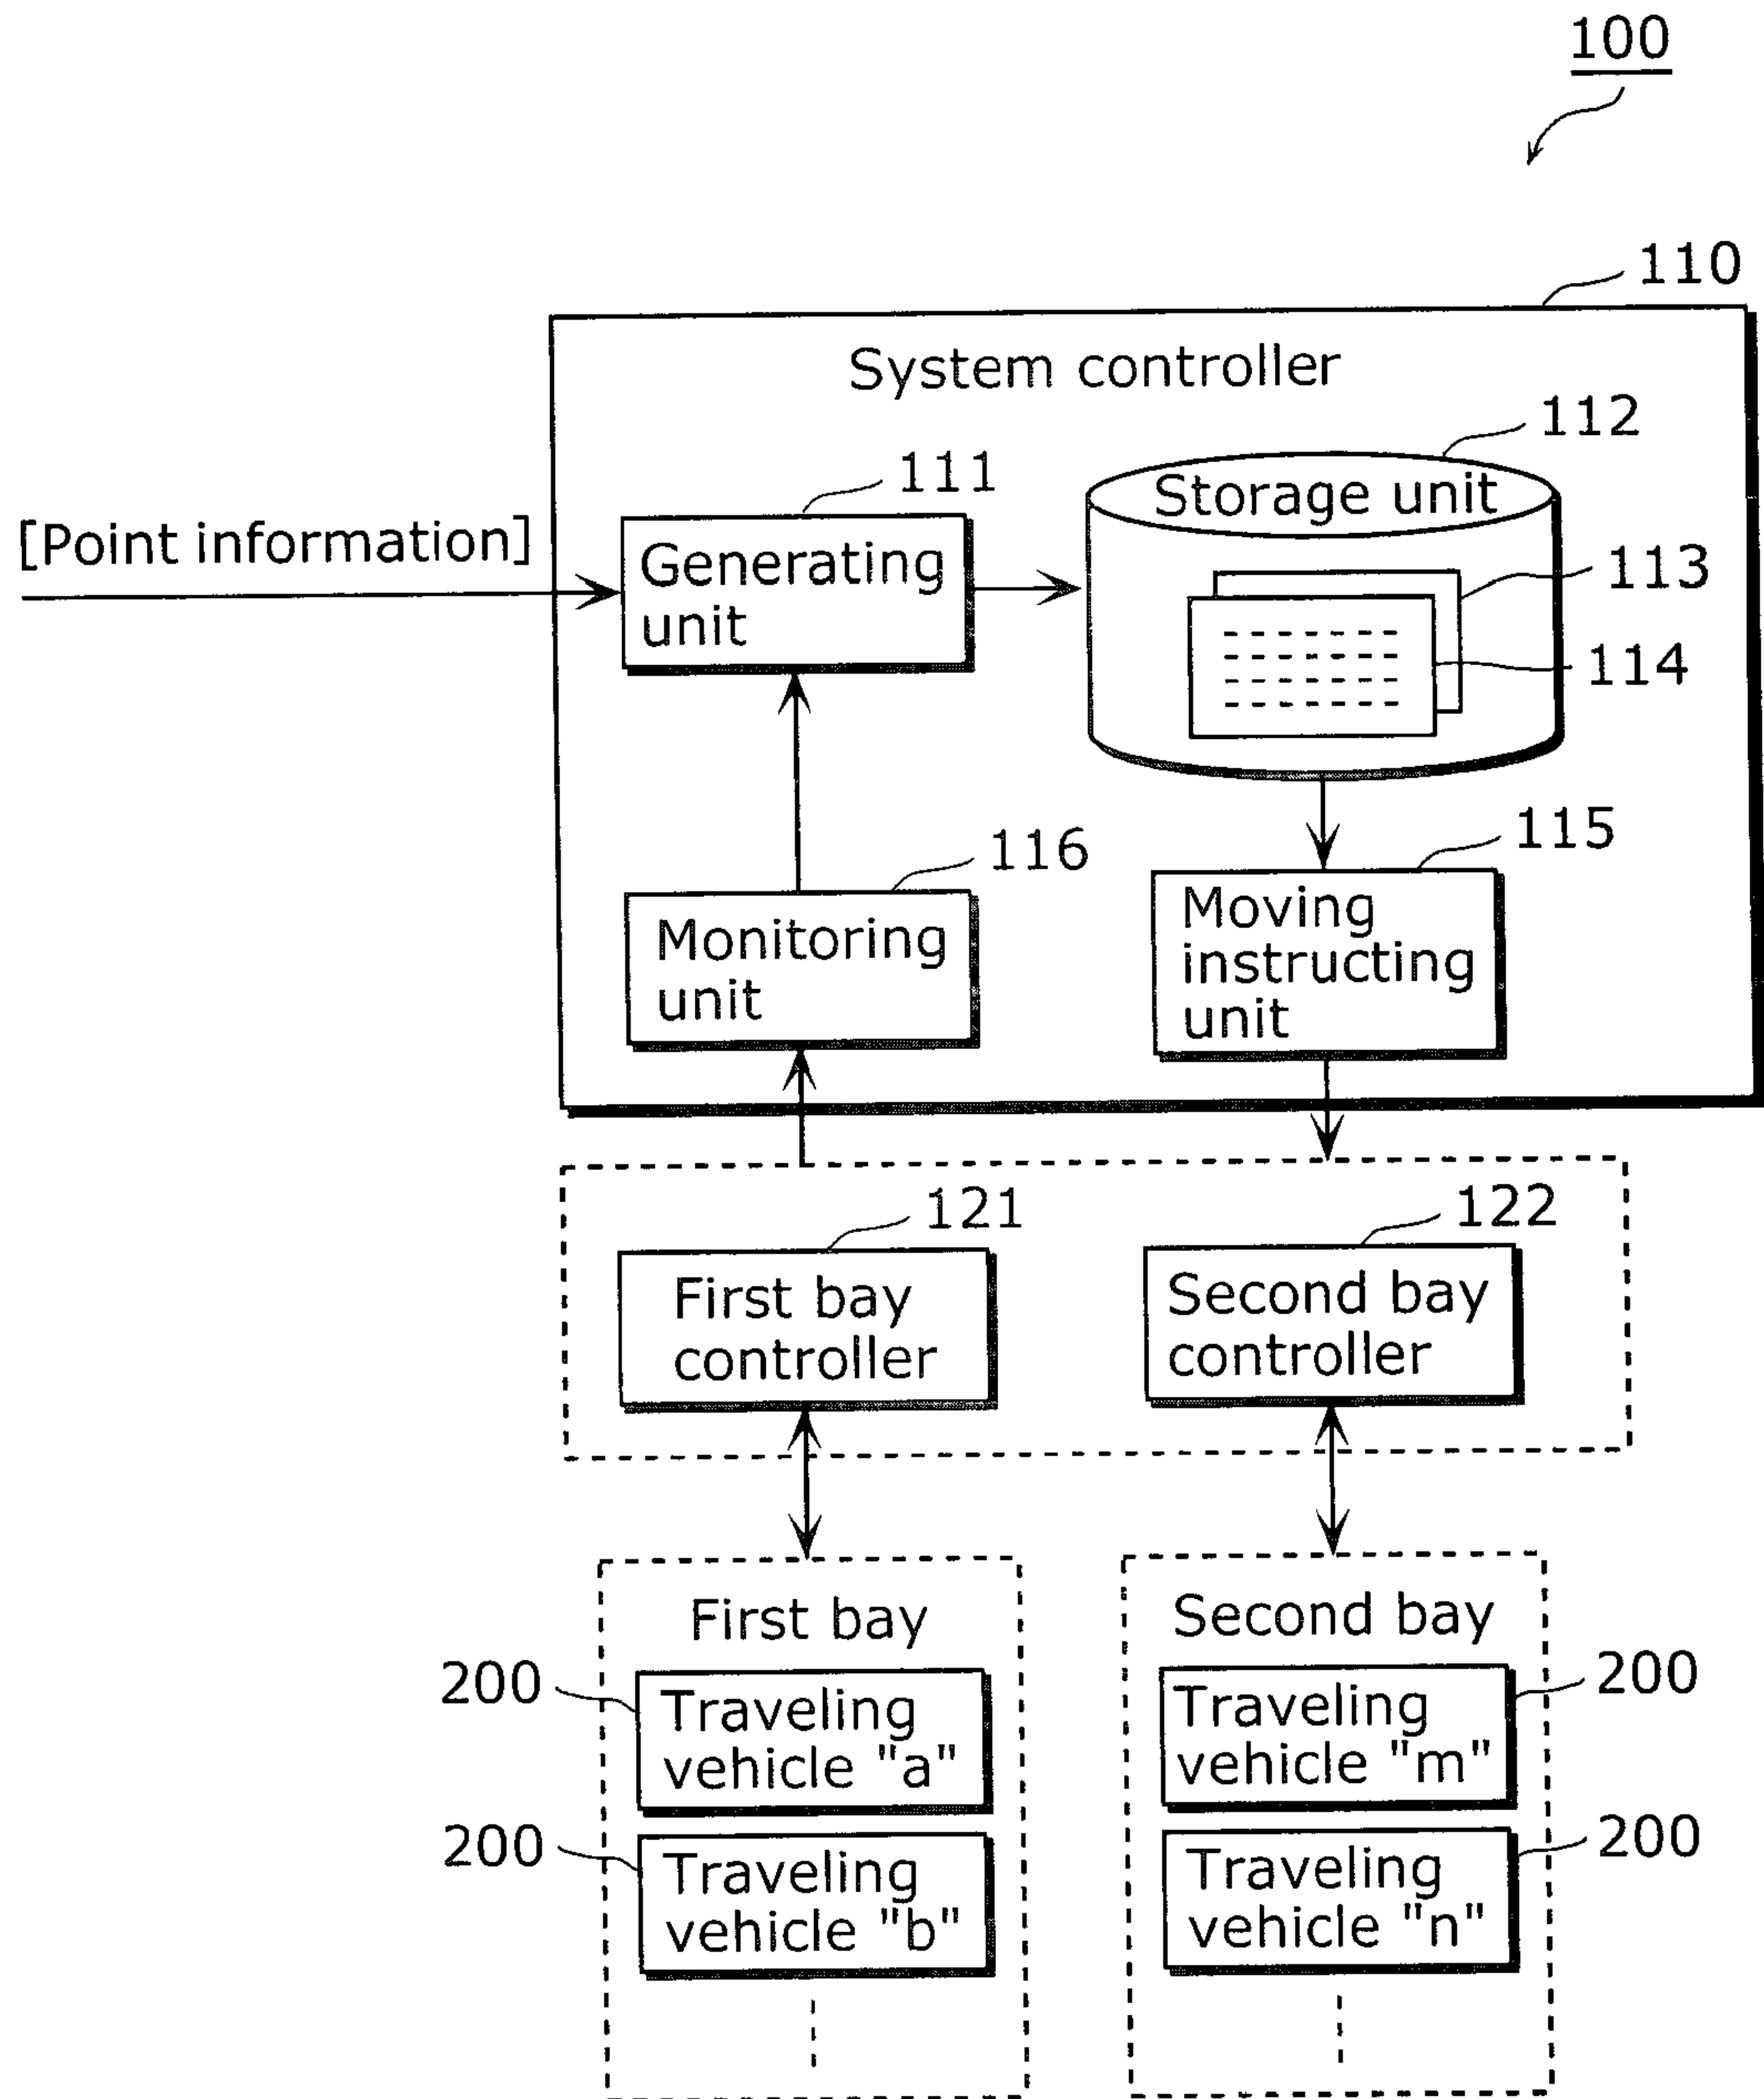 100
110
System controller
112
111
Storage unit
[Point information]
Generating
unit
113
114
116
115
Monitoring
unit
Moving
instructing
unit
121
122
First bay
controller
Second bay
controller
First bay
Second bay
200
Traveling
vehicle "a"
Traveling
vehicle "m"
200
200
Traveling
vehicle "b"
Traveling
vehicle "n"
200